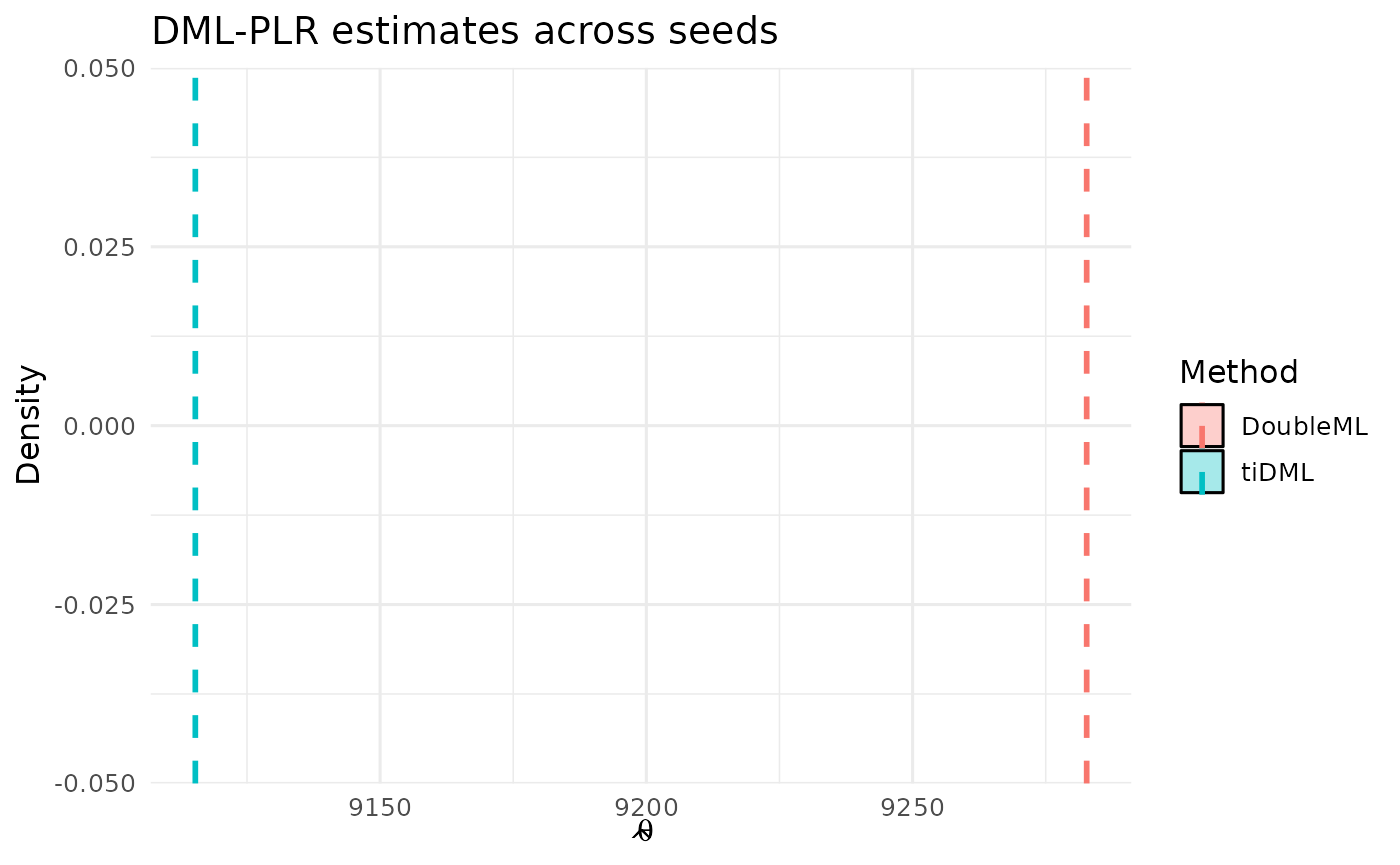 DML-PLR estimates across seeds
0.050
0.025
0.000
-0.025
-0.050
Density
9150 9200 9250
θ̂
Method
DoubleML
tiDML